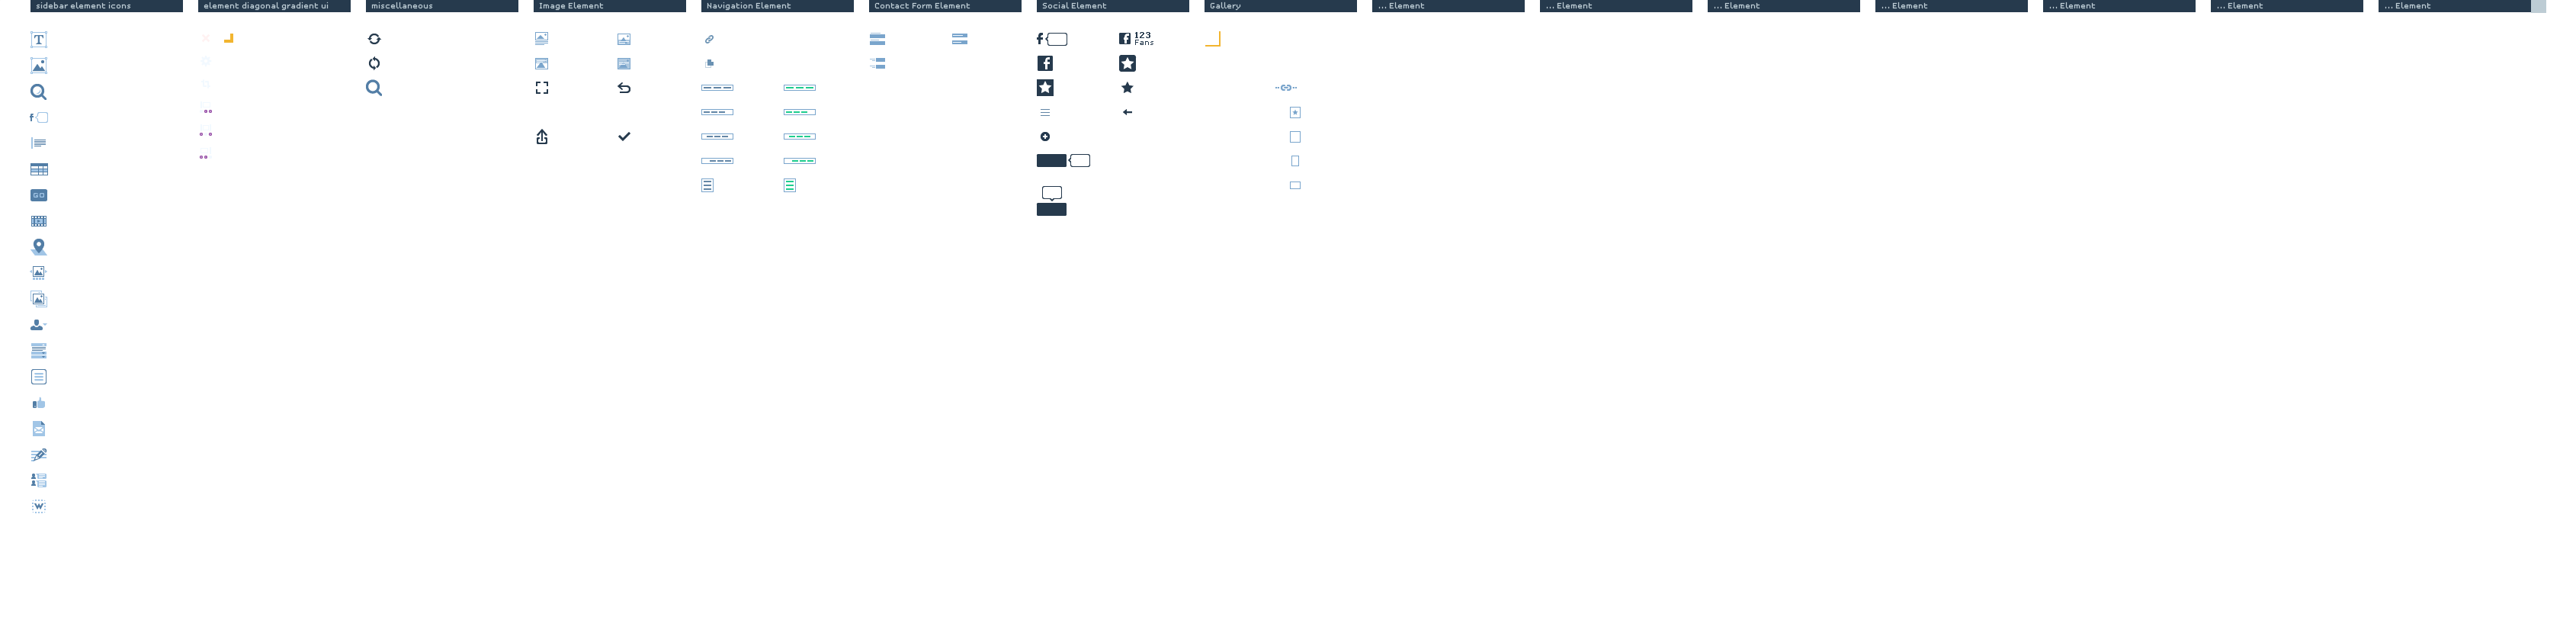 sidebar element icons
element diagonal gradient ui
miscellaneous
Image Element
Navigation Element
Contact Form Element
Social Element
Gallery
... Element
... Element
... Element
... Element
... Element
... Element
... Element
T
f
GO
W
f
f 123
Fans
f